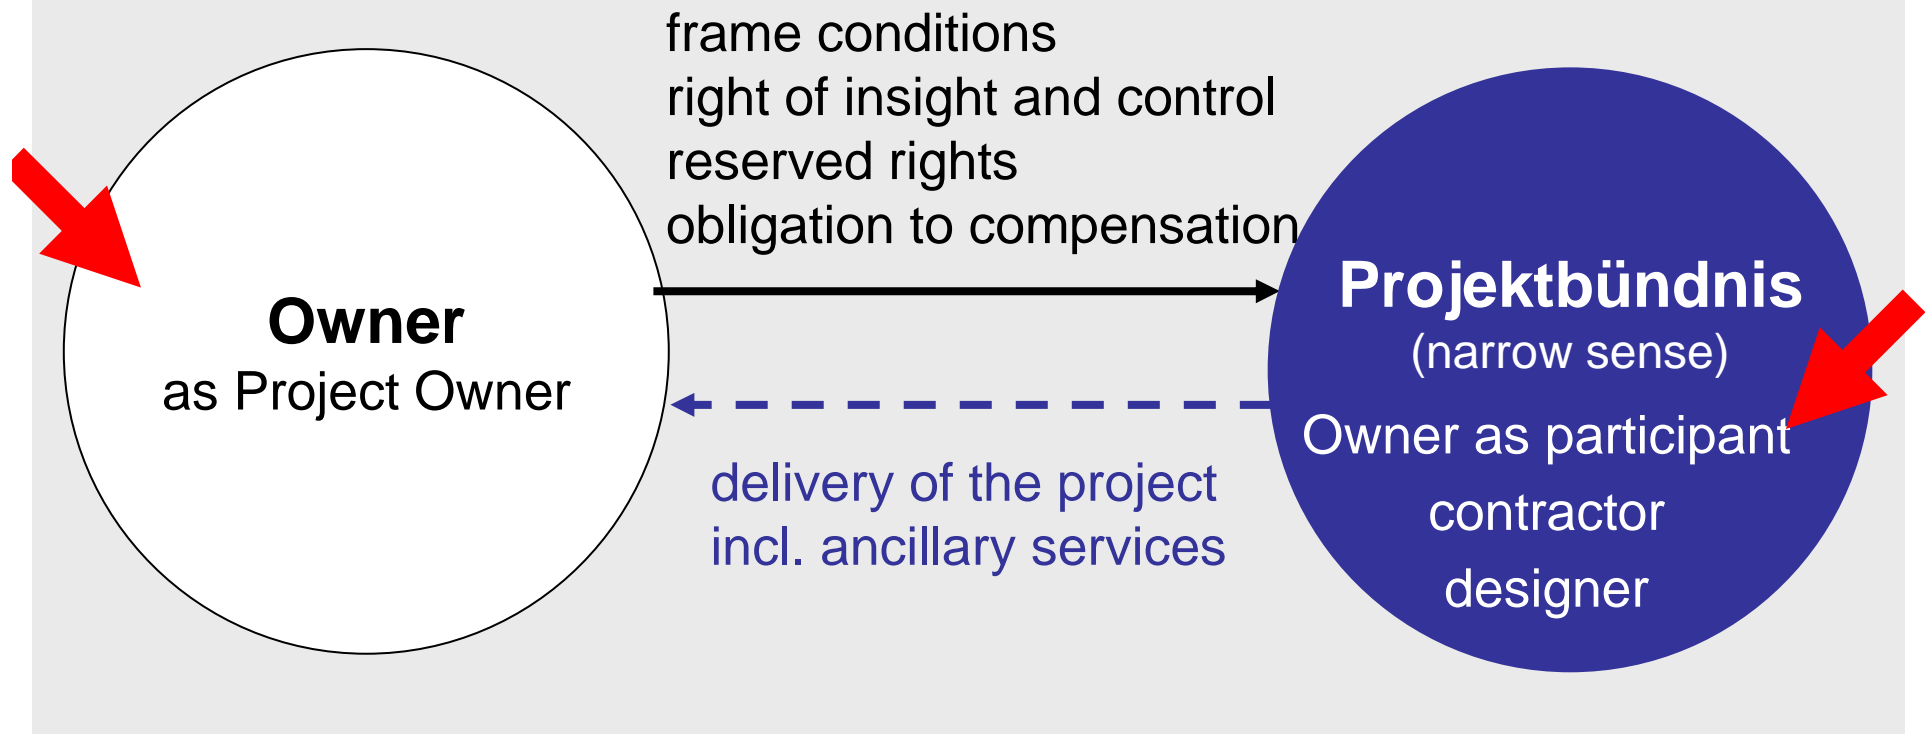 frame conditions
right of insight and control
reserved rights
obligation to compensation
Owner
as Project Owner
delivery of the project
incl. ancillary services
Projektbündnis
(narrow sense)
Owner as participant
contractor
designer